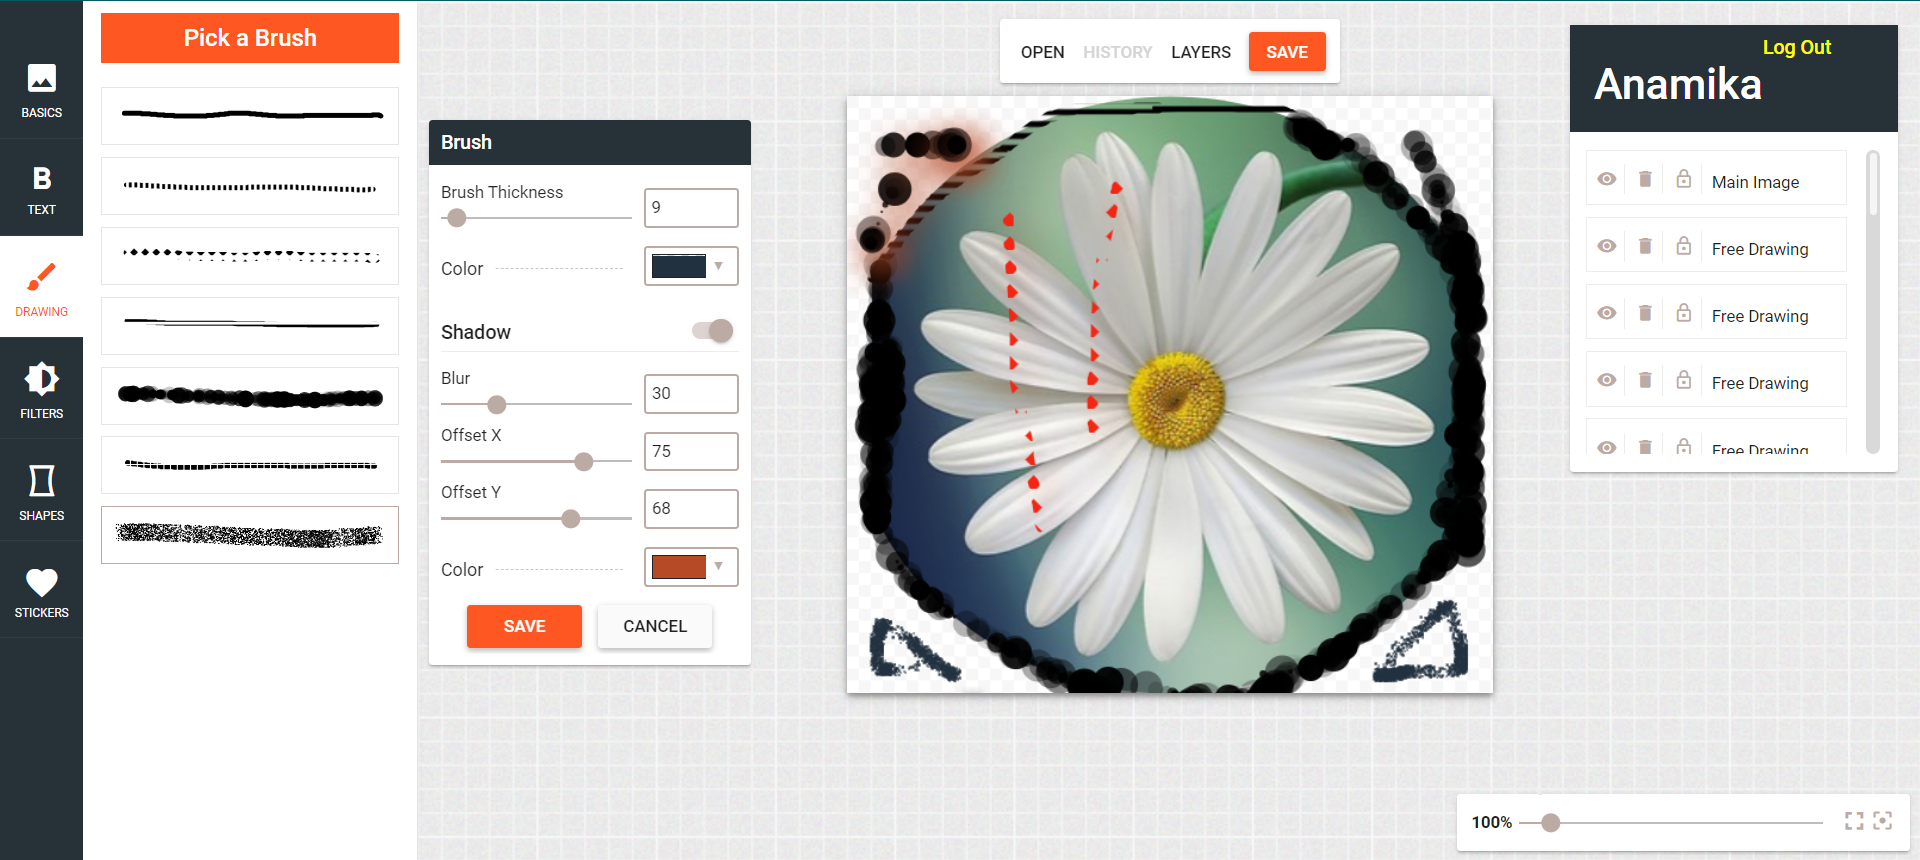 BASICS
TEXT
DRAWING
FILTERS
SHAPES
STICKERS
Pick a Brush
Brush
Brush Thickness
9
Color
Shadow
Blur
30
Offset X
75
Offset Y
68
Color
SAVE
CANCEL
OPEN
HISTORY
LAYERS
SAVE
Log Out
Anamika
Main Image
Free Drawing
Free Drawing
Free Drawing
Free Drawing
100%